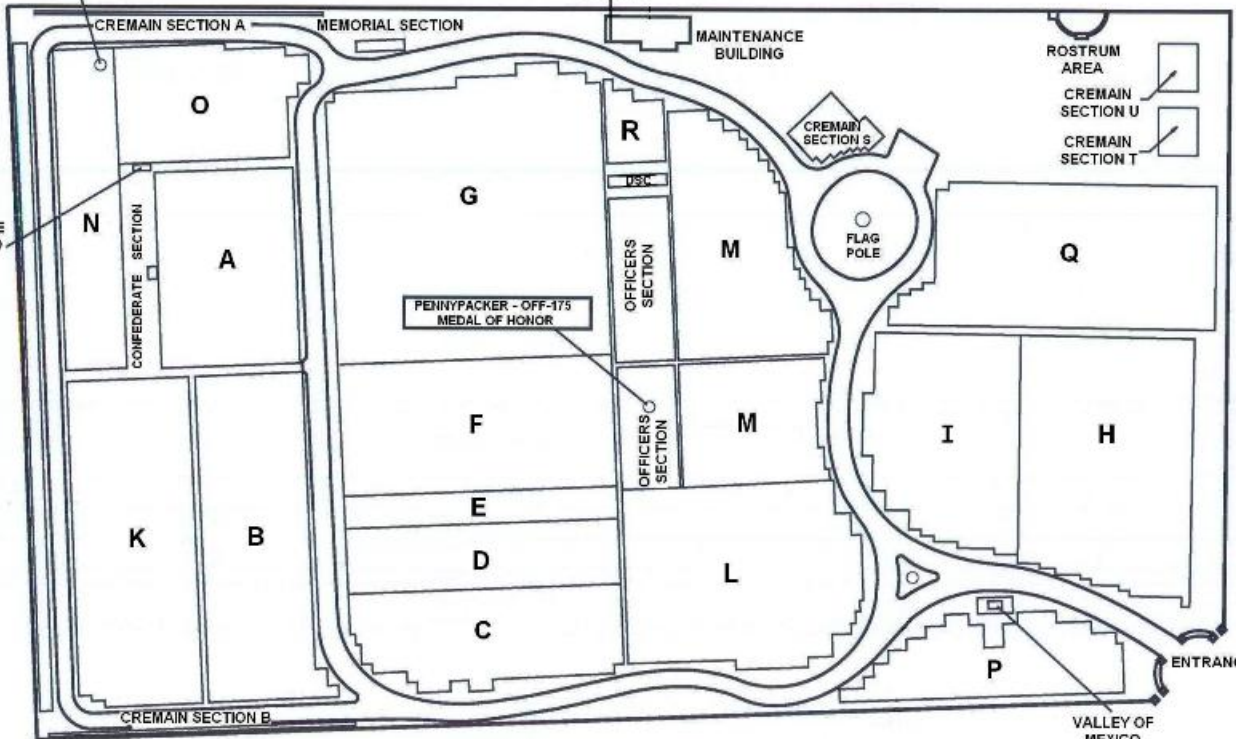 CREMAIN SECTION A
MEMORIAL SECTION
MAINTENANCE
BUILDING
ROSTRUM
AREA
CREMAIN
SECTION U
CREMAIN
SECTION T
CREMAIN
SECTION S
O
R
DSC
G
N
CONFEDERATE SECTION
A
OFFICERS
SECTION
M
FLAG
POLE
Q
E
PENNYPACKER - OFF-175
MEDAL OF HONOR
F
OFFICERS
SECTION
M
I
H
E
K
B
D
L
C
P
ENTRANC
CREMAIN SECTION B
VALLEY OF
MEXICO